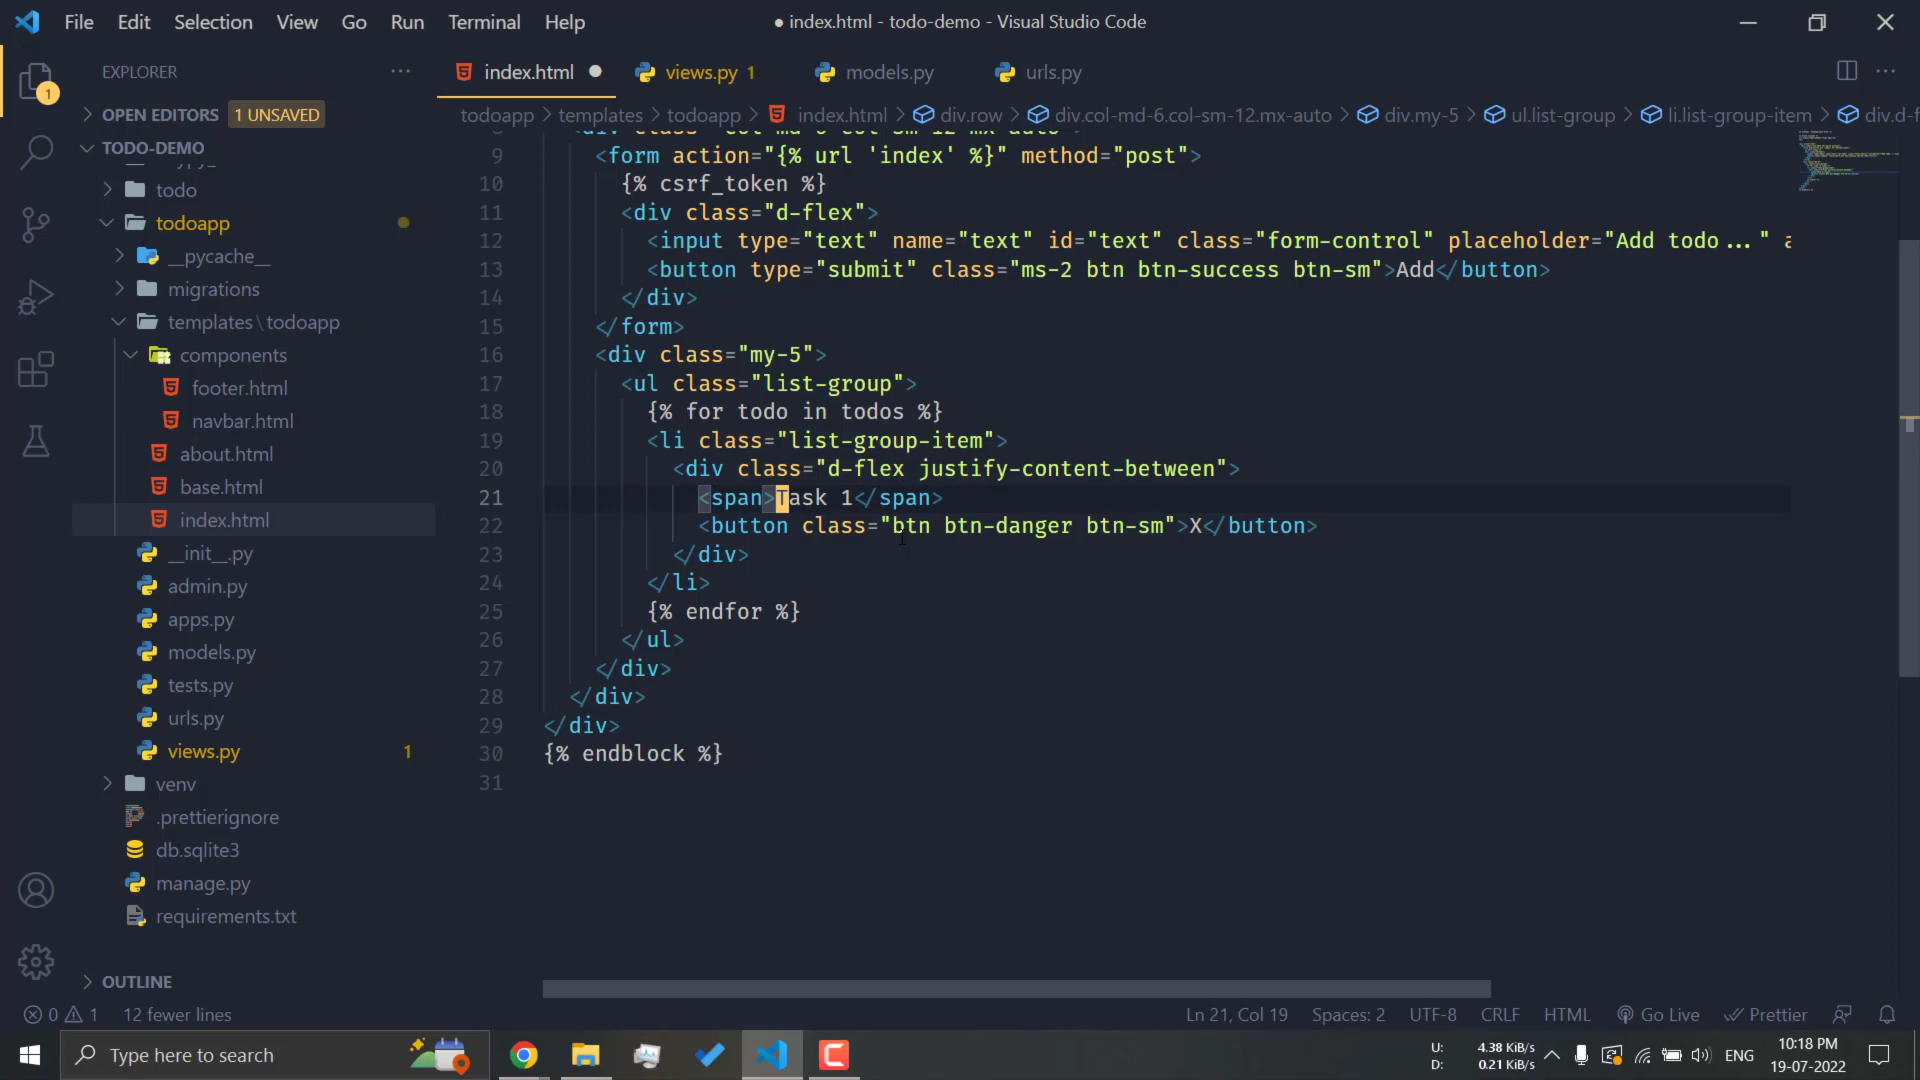 File Edit Selection View Go Run Terminal Help ● index.html - todo-demo - Visual Studio Code
EXPLORER ···
index.html ● views.py 1 models.py urls.py
1
OPEN EDITORS 1 UNSAVED
todoapp > templates > todoapp > index.html > div.row > div.col-md-6.col-sm-12.mx-auto > div.my-5 > ul.list-group > li.list-group-item > div.d-f
TODO-DEMO
todo
todoapp
__pycache__
migrations
templates\todoapp
components
footer.html
navbar.html
about.html
base.html
index.html
__init__.py
admin.py
apps.py
models.py
tests.py
urls.py
views.py 1
venv
.prettierignore
db.sqlite3
manage.py
requirements.txt
OUTLINE
9 <form action="{% url 'index' %}" method="post">
10 {% csrf_token %}
11 <div class="d-flex">
12 <input type="text" name="text" id="text" class="form-control" placeholder="Add todo..." a
13 <button type="submit" class="ms-2 btn btn-success btn-sm">Add</button>
14 </div>
15 </form>
16 <div class="my-5">
17 <ul class="list-group">
18 {% for todo in todos %}
19 <li class="list-group-item">
20 <div class="d-flex justify-content-between">
21 <span>Task 1</span>
22 <button class="btn btn-danger btn-sm">X</button>
23 </div>
24 </li>
25 {% endfor %}
26 </ul>
27 </div>
28 </div>
29 </div>
30 {% endblock %}
31
0 1 12 fewer lines Ln 21, Col 19 Spaces: 2 UTF-8 CRLF HTML Go Live Prettier
Type here to search
U: 4.38 KiB/s
D: 0.21 KiB/s
ENG
10:18 PM
19-07-2022